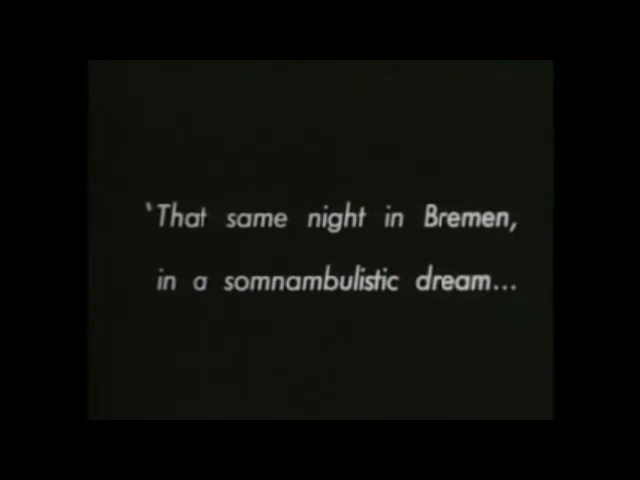 ‛That same night in Bremen,
in a somnambulistic dream...